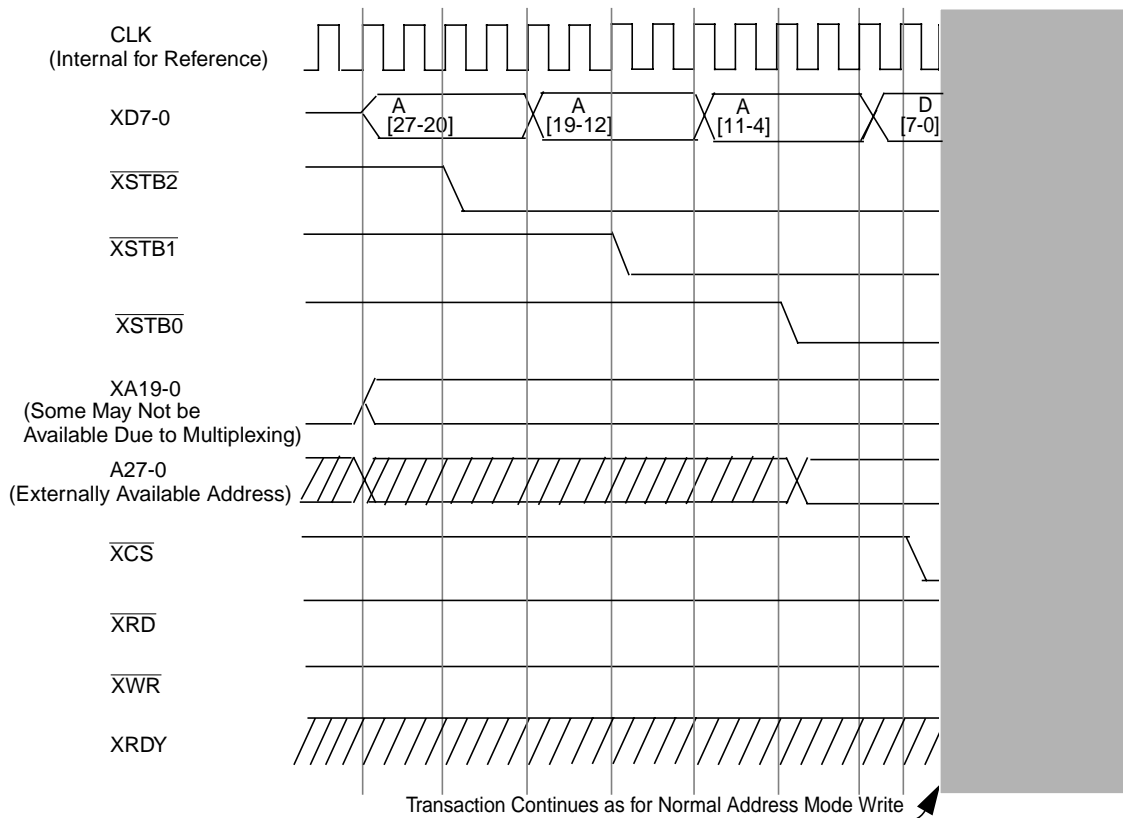 CLK
(Internal for Reference)
XD7-0
A
[27-20]
A
[19-12]
A
[11-4]
D
[7-0]
XSTB2
XSTB1
XSTB0
XA19-0
(Some May Not be
Available Due to Multiplexing)
A27-0
(Externally Available Address)
XCS
XRD
XWR
XRDY
Transaction Continues as for Normal Address Mode Write